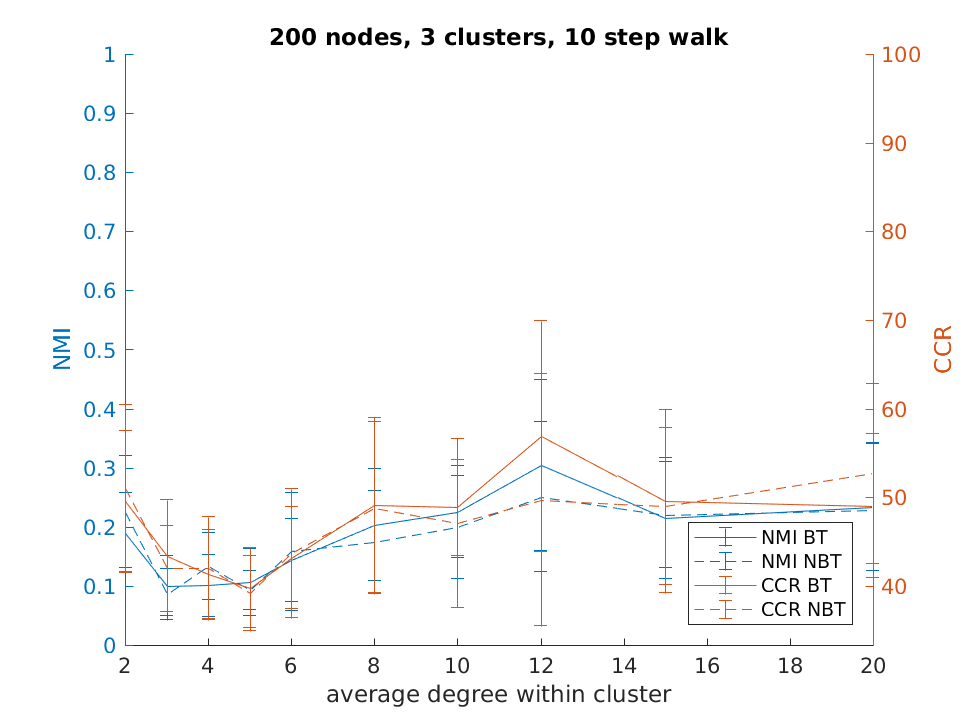 200 nodes, 3 clusters, 10 step walk
1
0.9
0.8
0.7
0.6
0.5
0.4
0.3
0.2
0.1
0
NMI
100
90
80
70
60
50
40
CCR
NMI BT
NMI NBT
CCR BT
CCR NBT
2 4 6 8 10 12 14 16 18 20
average degree within cluster